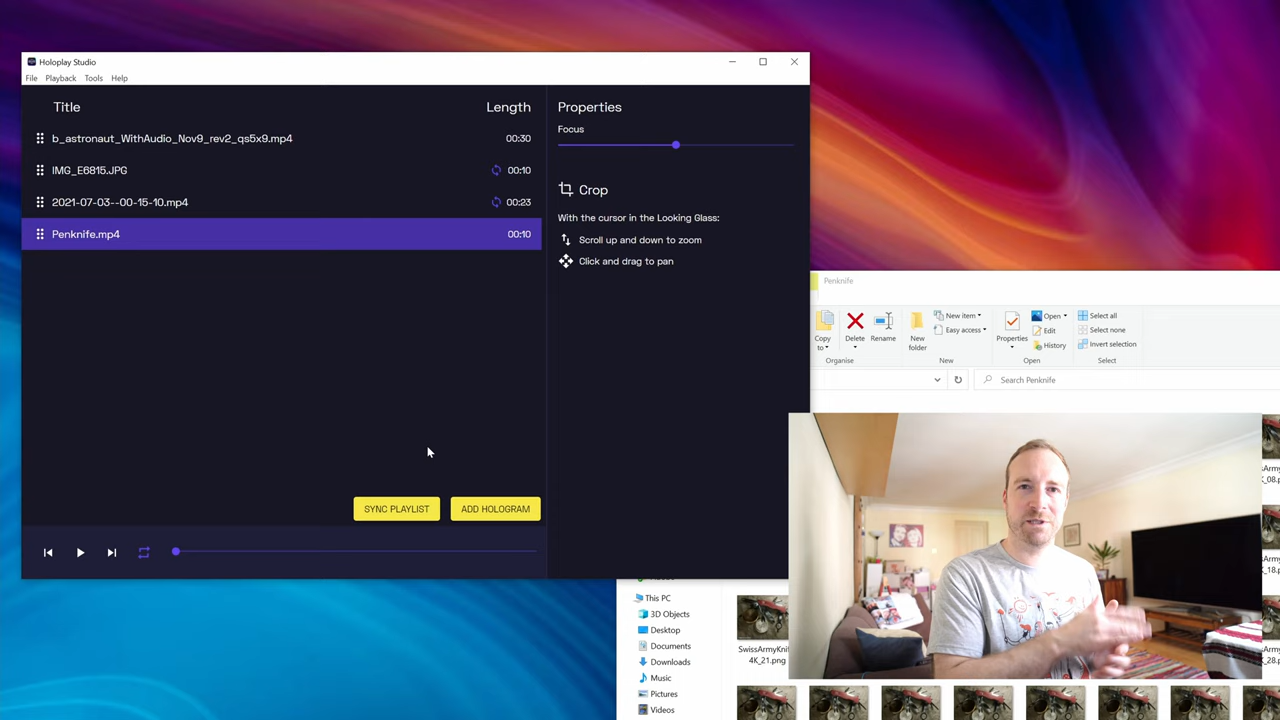 Holoplay Studio
File Playback Tools Help
Title Length
b_astronaut_WithAudio_Nov9_rev2_qs5x9.mp4 00:30
IMG_E6815.JPG 00:10
2021-07-03--00-15-10.mp4 00:23
Penknife.mp4 00:10
SYNC PLAYLIST ADD HOLOGRAM
Properties
Focus
Crop
With the cursor in the Looking Glass:
Scroll up and down to zoom
Click and drag to pan
Penknife
Copy to
Delete
Rename
New folder
New item
Easy access
Properties
Open
Edit
History
Select all
Select none
Invert selection
Organise New Open Select
Search Penknife
This PC
3D Objects
Desktop
Documents
Downloads
Music
Pictures
Videos
SwissArmyKnif
4K_21.png